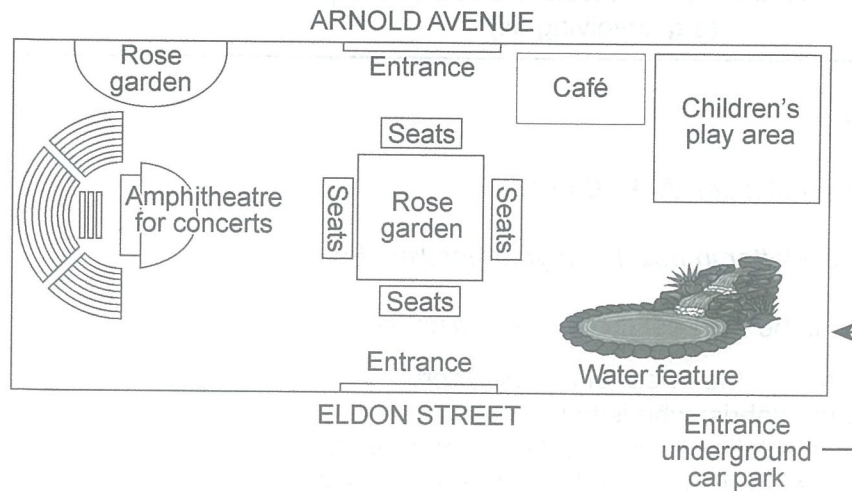 ARNOLD AVENUE
Rose
garden
Entrance
Café
Children's
play area
Seats
Amphitheatre
for concerts
Seats
Rose
garden
Seats
Seats
Entrance
Water feature
ELDON STREET
Entrance
underground
car park